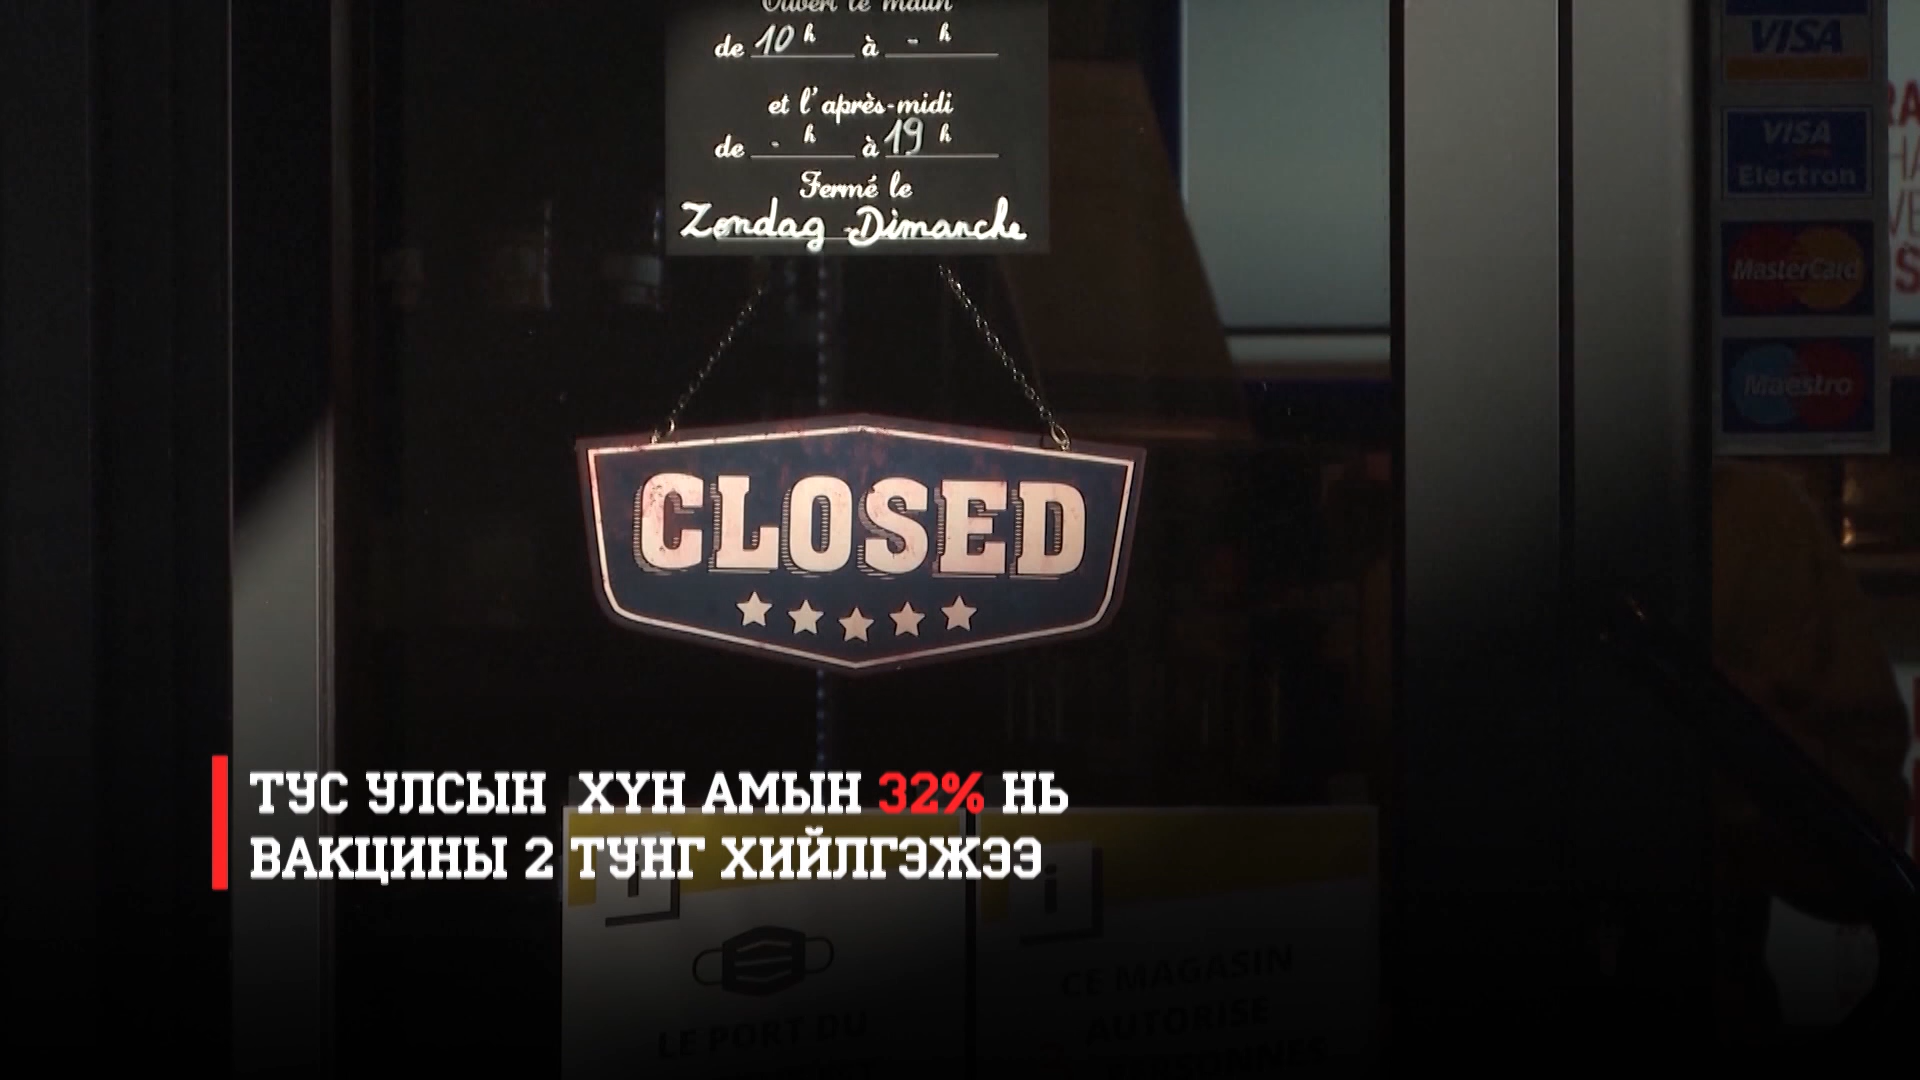 Ouvert le matin
de 10 h à - h
et l'après-midi
de - h à 19 h
Fermé le
Zondag - Dimanche
CLOSED
VISA
VISA
Electron
MasterCard
Maestro
ТУС УЛСЫН ХҮН АМЫН 32% НЬ
ВАКЦИНЫ 2 ТУНГ ХИЙЛГЭЖЭЭ
LE PORT DU
CE MAGASIN
AUTORISE
PERSONNES